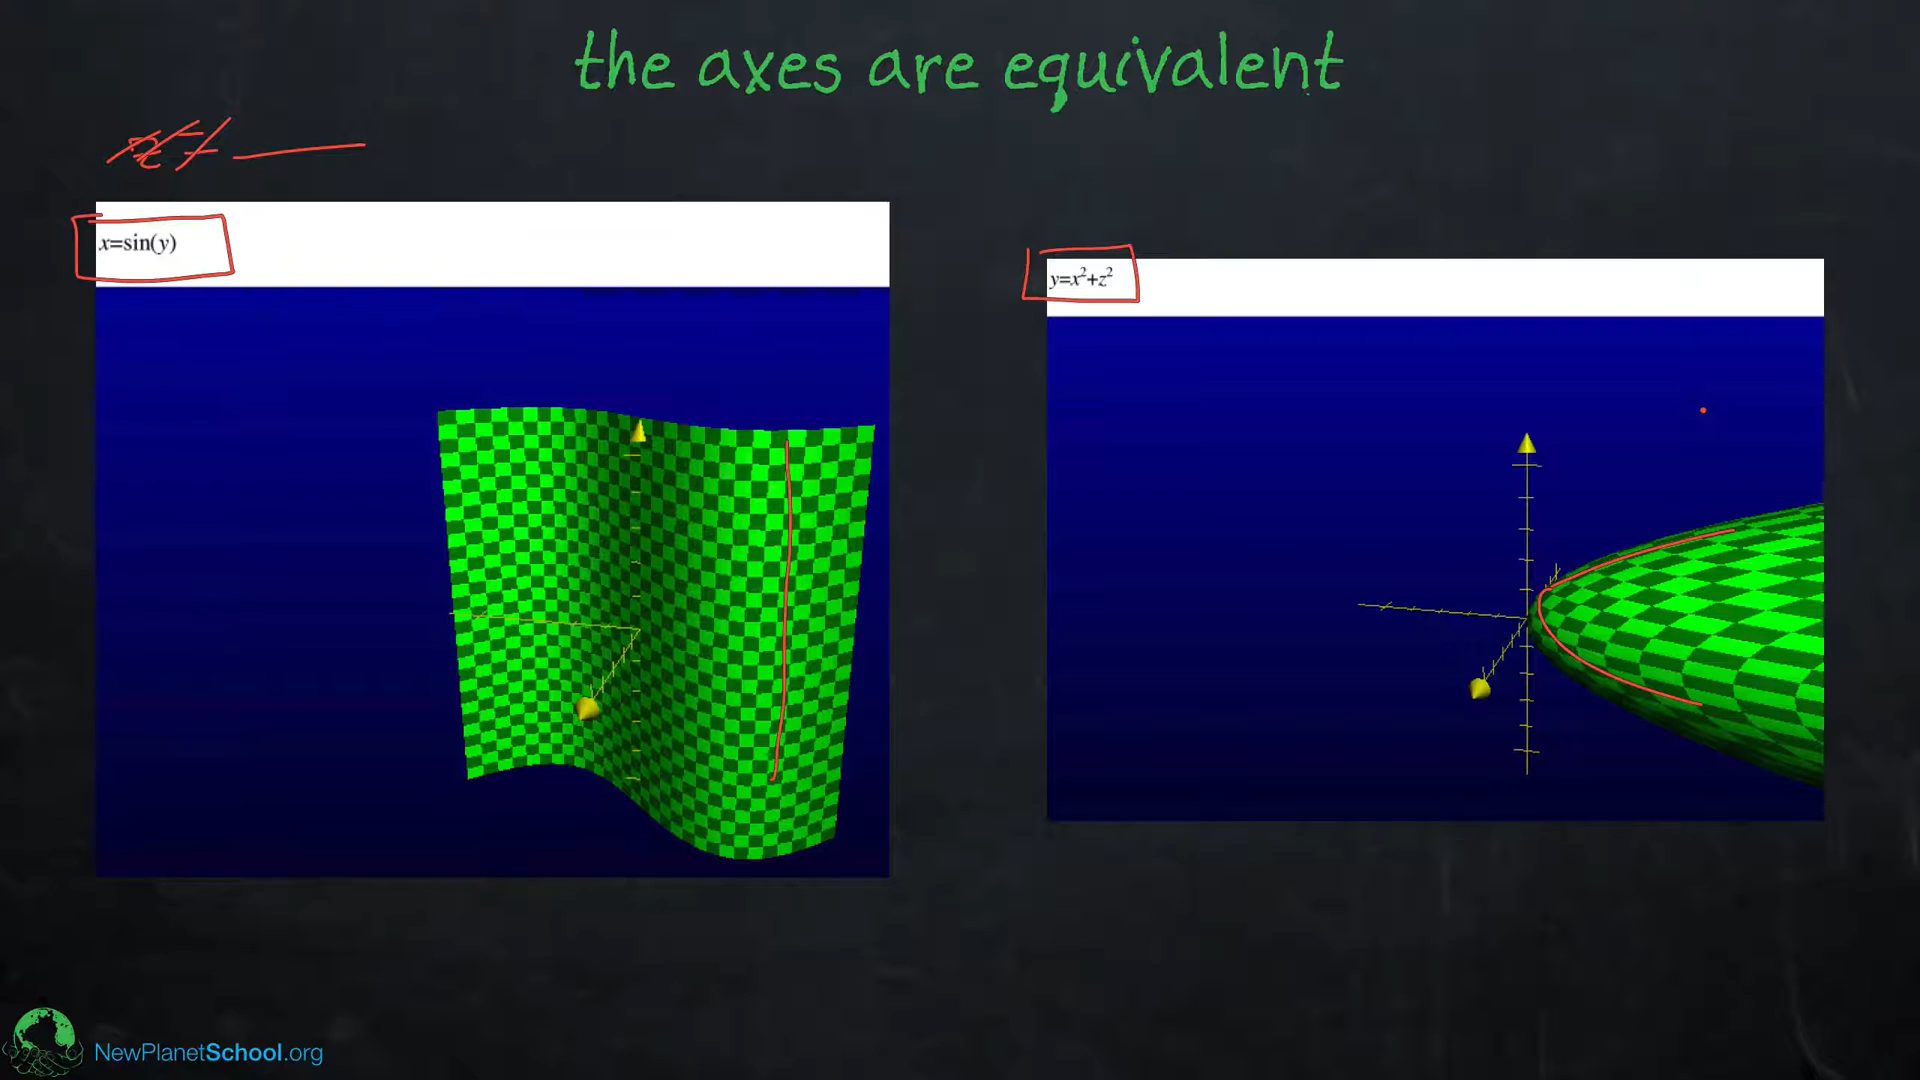 the axes are equivalent
x=sin(y)
y=x²+z²
NewPlanetSchool.org